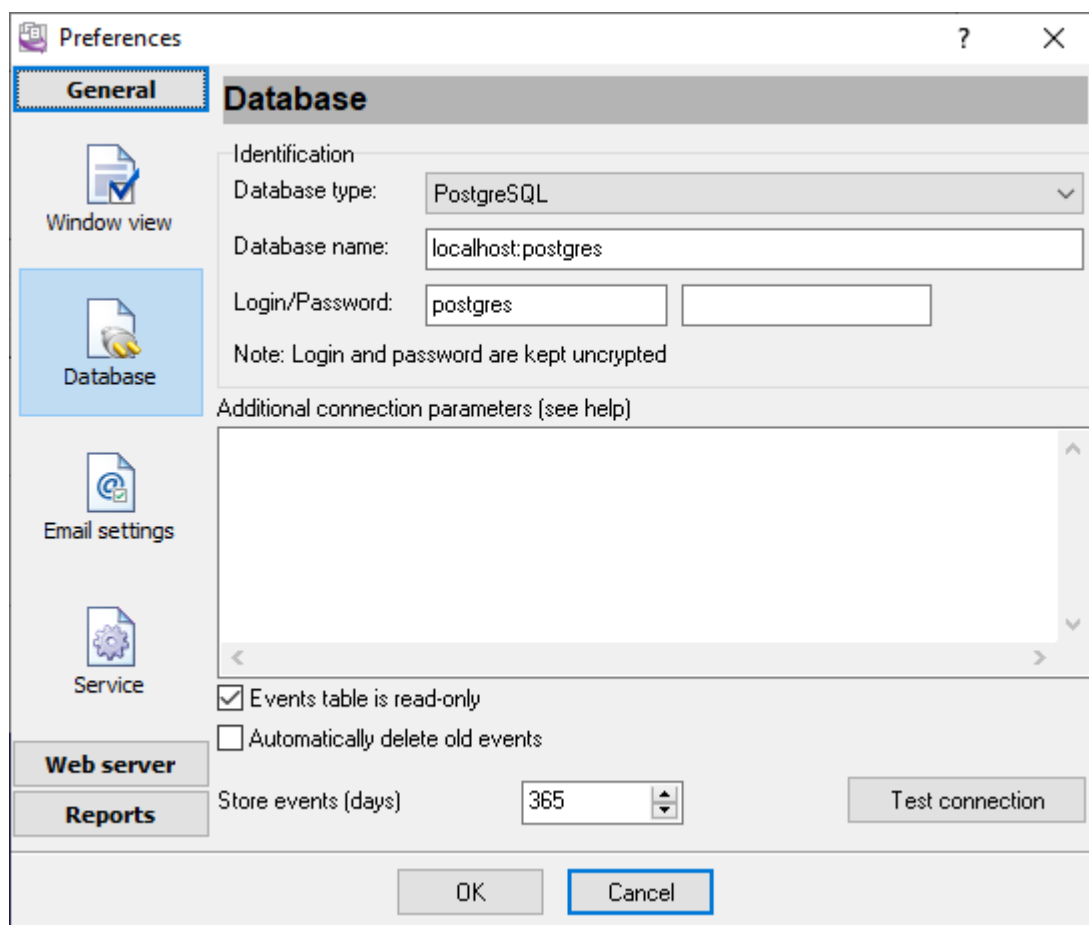 Preferences
?
General
Database
Identification
Database type:
PostgreSQL
Window view
Database name:
localhost:postgres
Login/Password:
postgres
Note: Login and password are kept uncrypted
Database
Additional connection parameters (see help)
Email settings
Service
Events table is read-only
Automatically delete old events
Web server
Store events (days)
365
Test connection
Reports
OK
Cancel